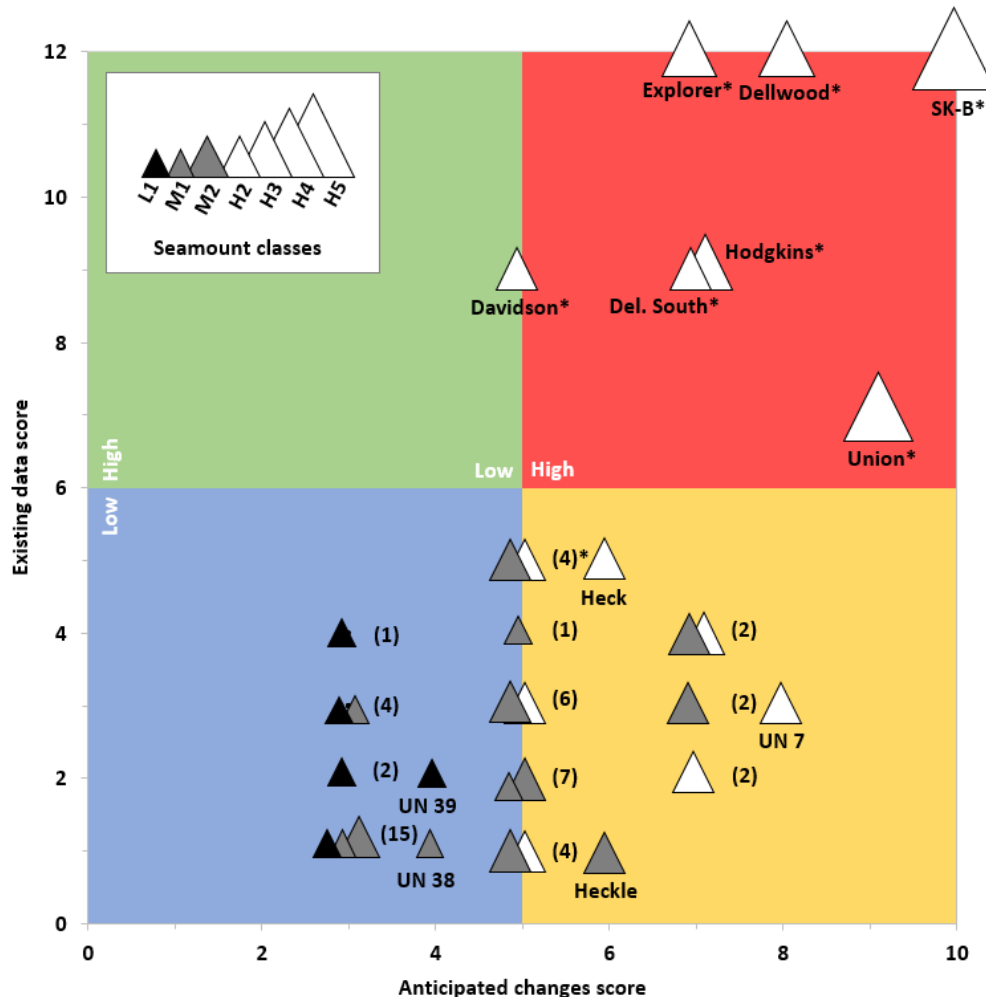 12
10
8
6
4
2
0
Existing data score
L1
M1
M2
H2
H3
H4
H5
Seamount classes
Explorer*
Dellwood*
SK-B*
Hodgkins*
Davidson*
Del. South*
Union*
High
Low
High
Low
(4)*
Heck
(1)
(1)
(2)
(4)
(6)
(2)
UN 7
(2)
UN 39
(7)
(2)
(15)
UN 38
(4)
Heckle
0
2
4
6
8
10
Anticipated changes score